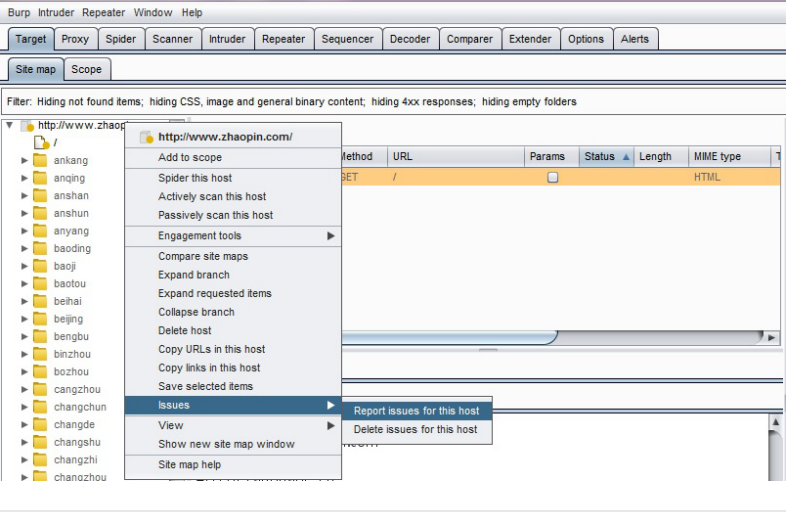 Burp Intruder Repeater Window Help
Target Proxy Spider Scanner Intruder Repeater Sequencer Decoder Comparer Extender Options Alerts
Site map Scope
Filter: Hiding not found items; hiding CSS, image and general binary content; hiding 4xx responses; hiding empty folders
http://www.zhaop
/
ankang
anqing
anshan
anshun
anyang
baoding
baoji
baotou
beihai
beijing
bengbu
binzhou
bozhou
cangzhou
changchun
changde
changshu
changzhi
changzhou
http://www.zhaopin.com/
Add to scope
Spider this host
Actively scan this host
Passively scan this host
Engagement tools
Compare site maps
Expand branch
Expand requested items
Collapse branch
Delete host
Copy URLs in this host
Copy links in this host
Save selected items
Issues
View
Show new site map window
Site map help
Report issues for this host
Delete issues for this host
Method URL Params Status Length MIME type T
GET / HTML